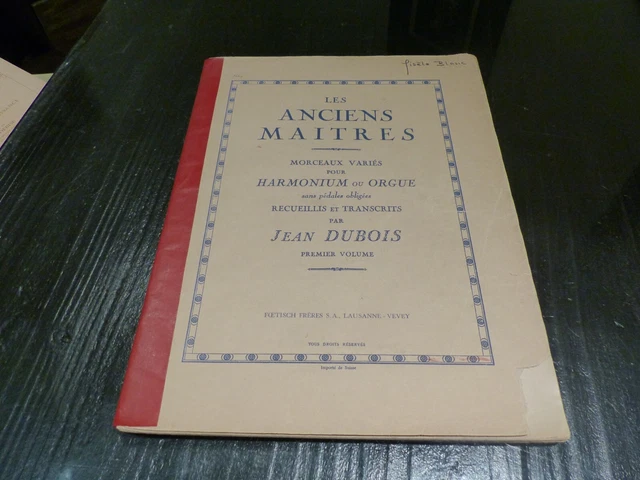 LES
ANCIENS
MAITRES
MORCEAUX VARIÉS
POUR
HARMONIUM OU ORGUE
sans pédales obligées
RECUEILLIS ET TRANSCRITS
PAR
JEAN DUBOIS
PREMIER VOLUME
FŒTISCH FRÈRES S.A., LAUSANNE - VEVEY
TOUS DROITS RÉSERVÉS